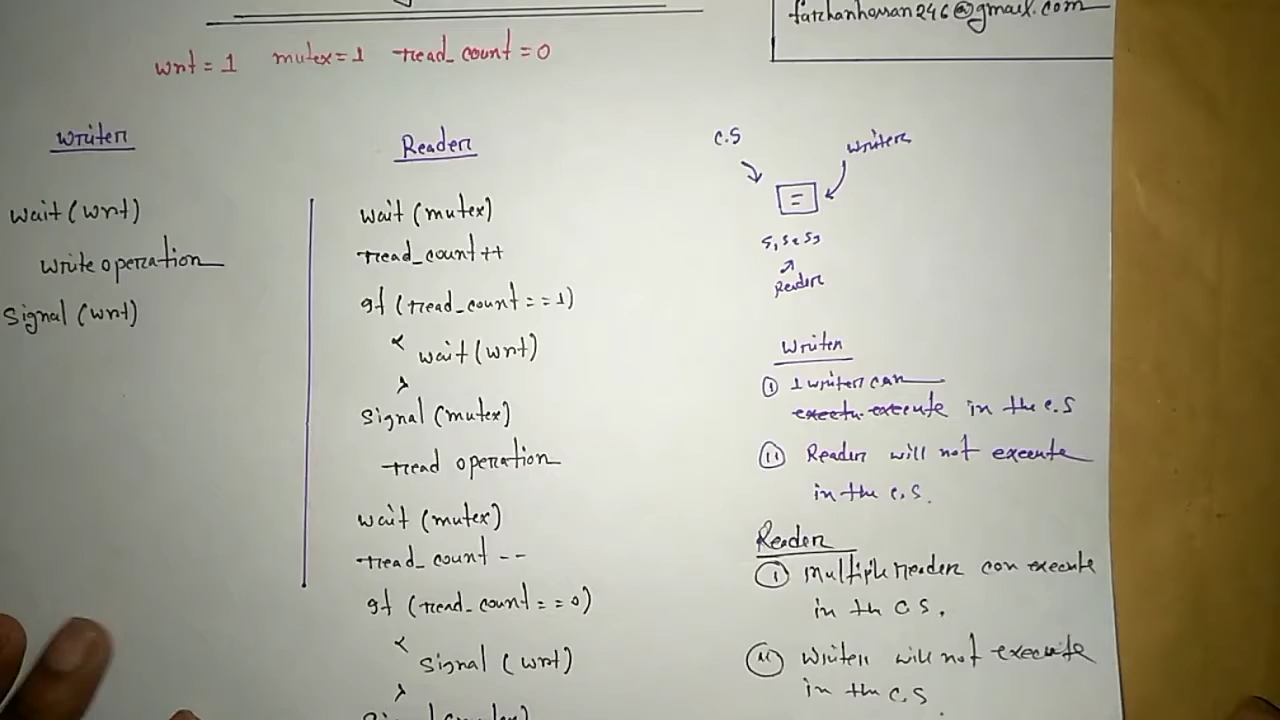 farhanhossan246@gmail.com
wrt = 1 mutex = 1 read_count = 0
Writer
wait (wrt)
write operation
Signal (wrt)
Reader
wait (mutex)
read_count ++
If (read_count == 1)
{
wait (wrt)
}
Signal (mutex)
read operation
wait (mutex)
read_count --
If (read_count == 0)
{
Signal (wrt)
}
Signal (mutex)
C.S
writer
S1 S2 S3
Reader
Writer
(i) 1 writer can
execute in the C.S
(ii) Reader will not execute
in the C.S.
Reader
(i) Multiple reader can execute
in the C S.
(ii) Writer will not execute
in the C.S.